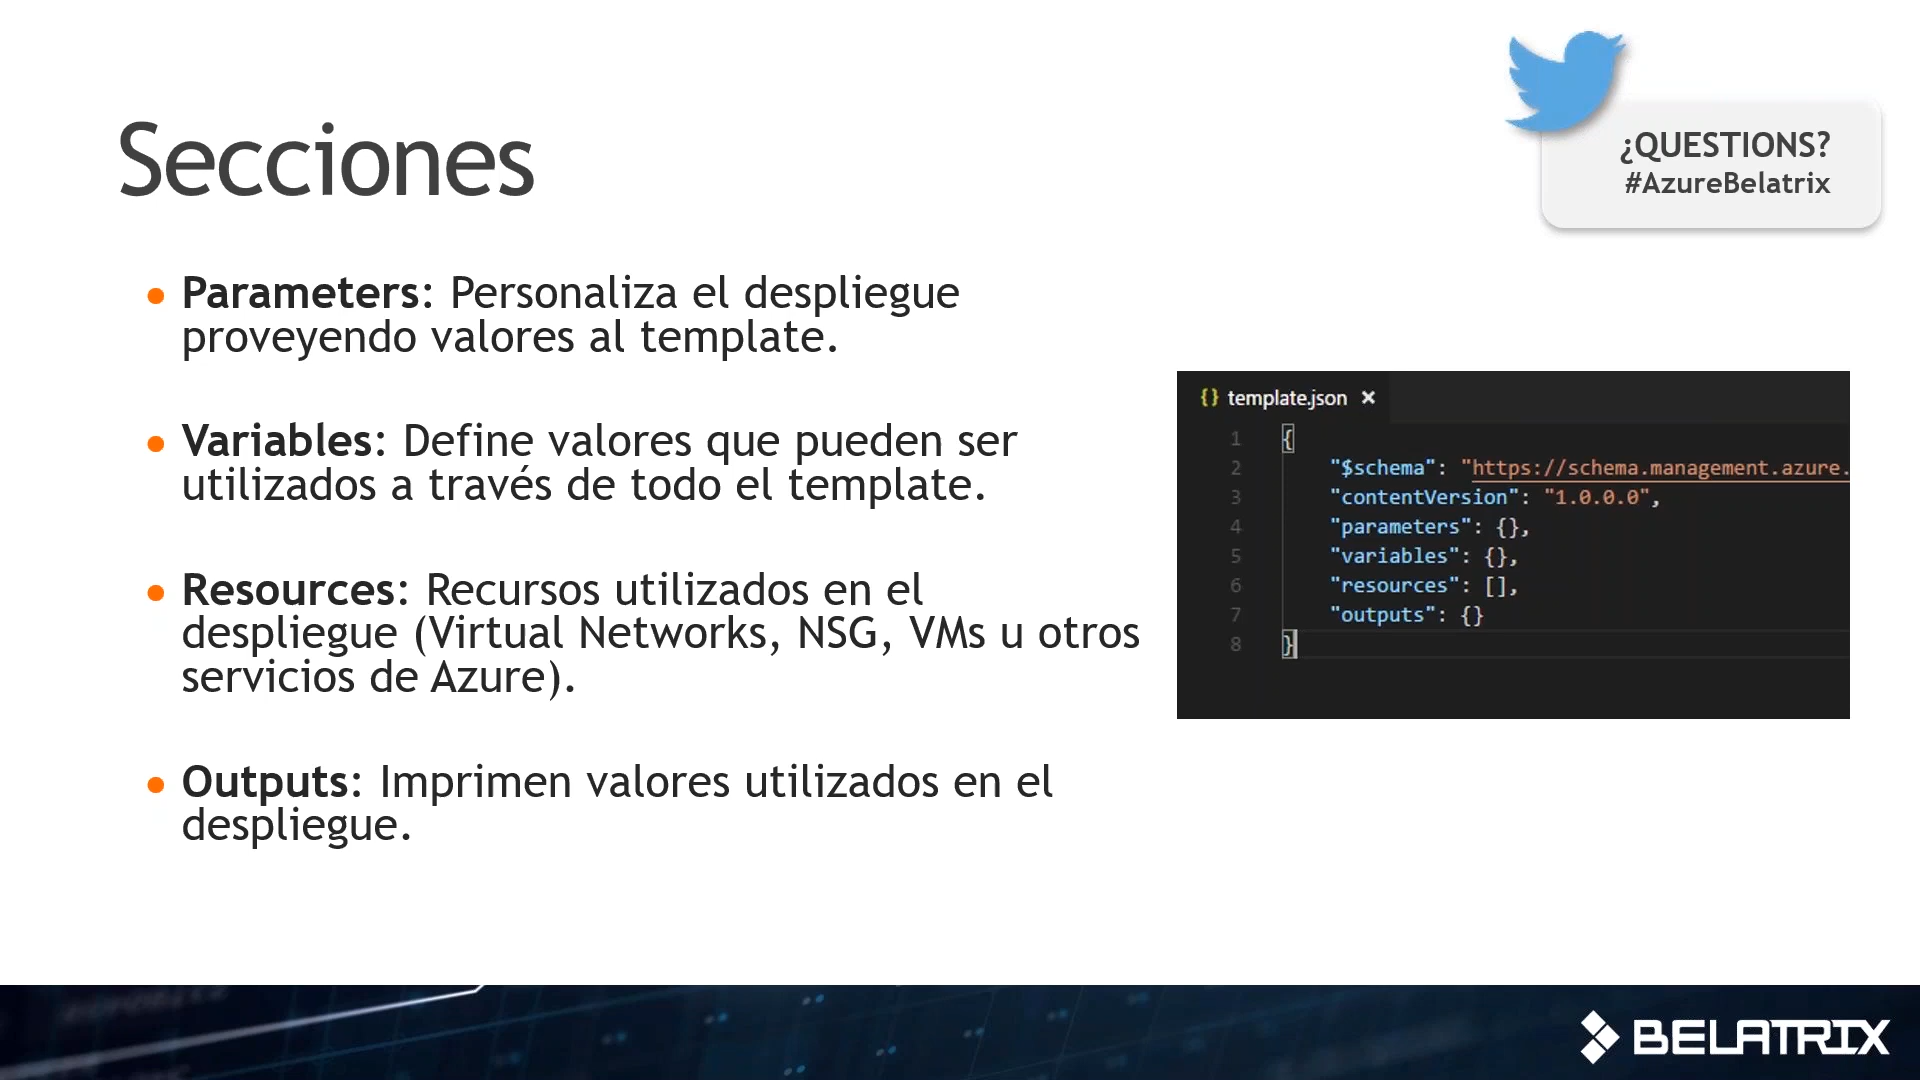 Secciones
¿QUESTIONS?
#AzureBelatrix
• Parameters: Personaliza el despliegue
proveyendo valores al template.
• Variables: Define valores que pueden ser
utilizados a través de todo el template.
• Resources: Recursos utilizados en el
despliegue (Virtual Networks, NSG, VMs u otros
servicios de Azure).
• Outputs: Imprimen valores utilizados en el
despliegue.
{} template.json ×
1 {
2 "$schema": "https://schema.management.azure.
3 "contentVersion": "1.0.0.0",
4 "parameters": {},
5 "variables": {},
6 "resources": [],
7 "outputs": {}
8 }
BELATRIX